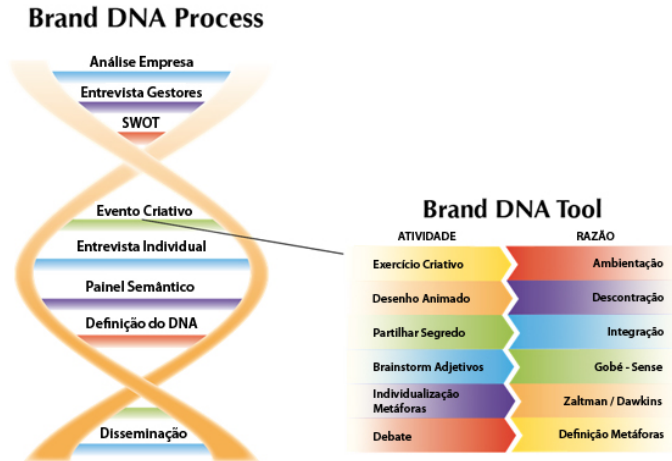 Brand DNA Process
Análise Empresa
Entrevista Gestores
SWOT
Evento Criativo
Entrevista Individual
Painel Semântico
Definição do DNA
Disseminação
Brand DNA Tool
ATIVIDADE RAZÃO
Exercício Criativo Ambientação
Desenho Animado Descontração
Partilhar Segredo Integração
Brainstorm Adjetivos Gobé - Sense
Individualização
Metáforas Zaltman / Dawkins
Debate Definição Metáforas